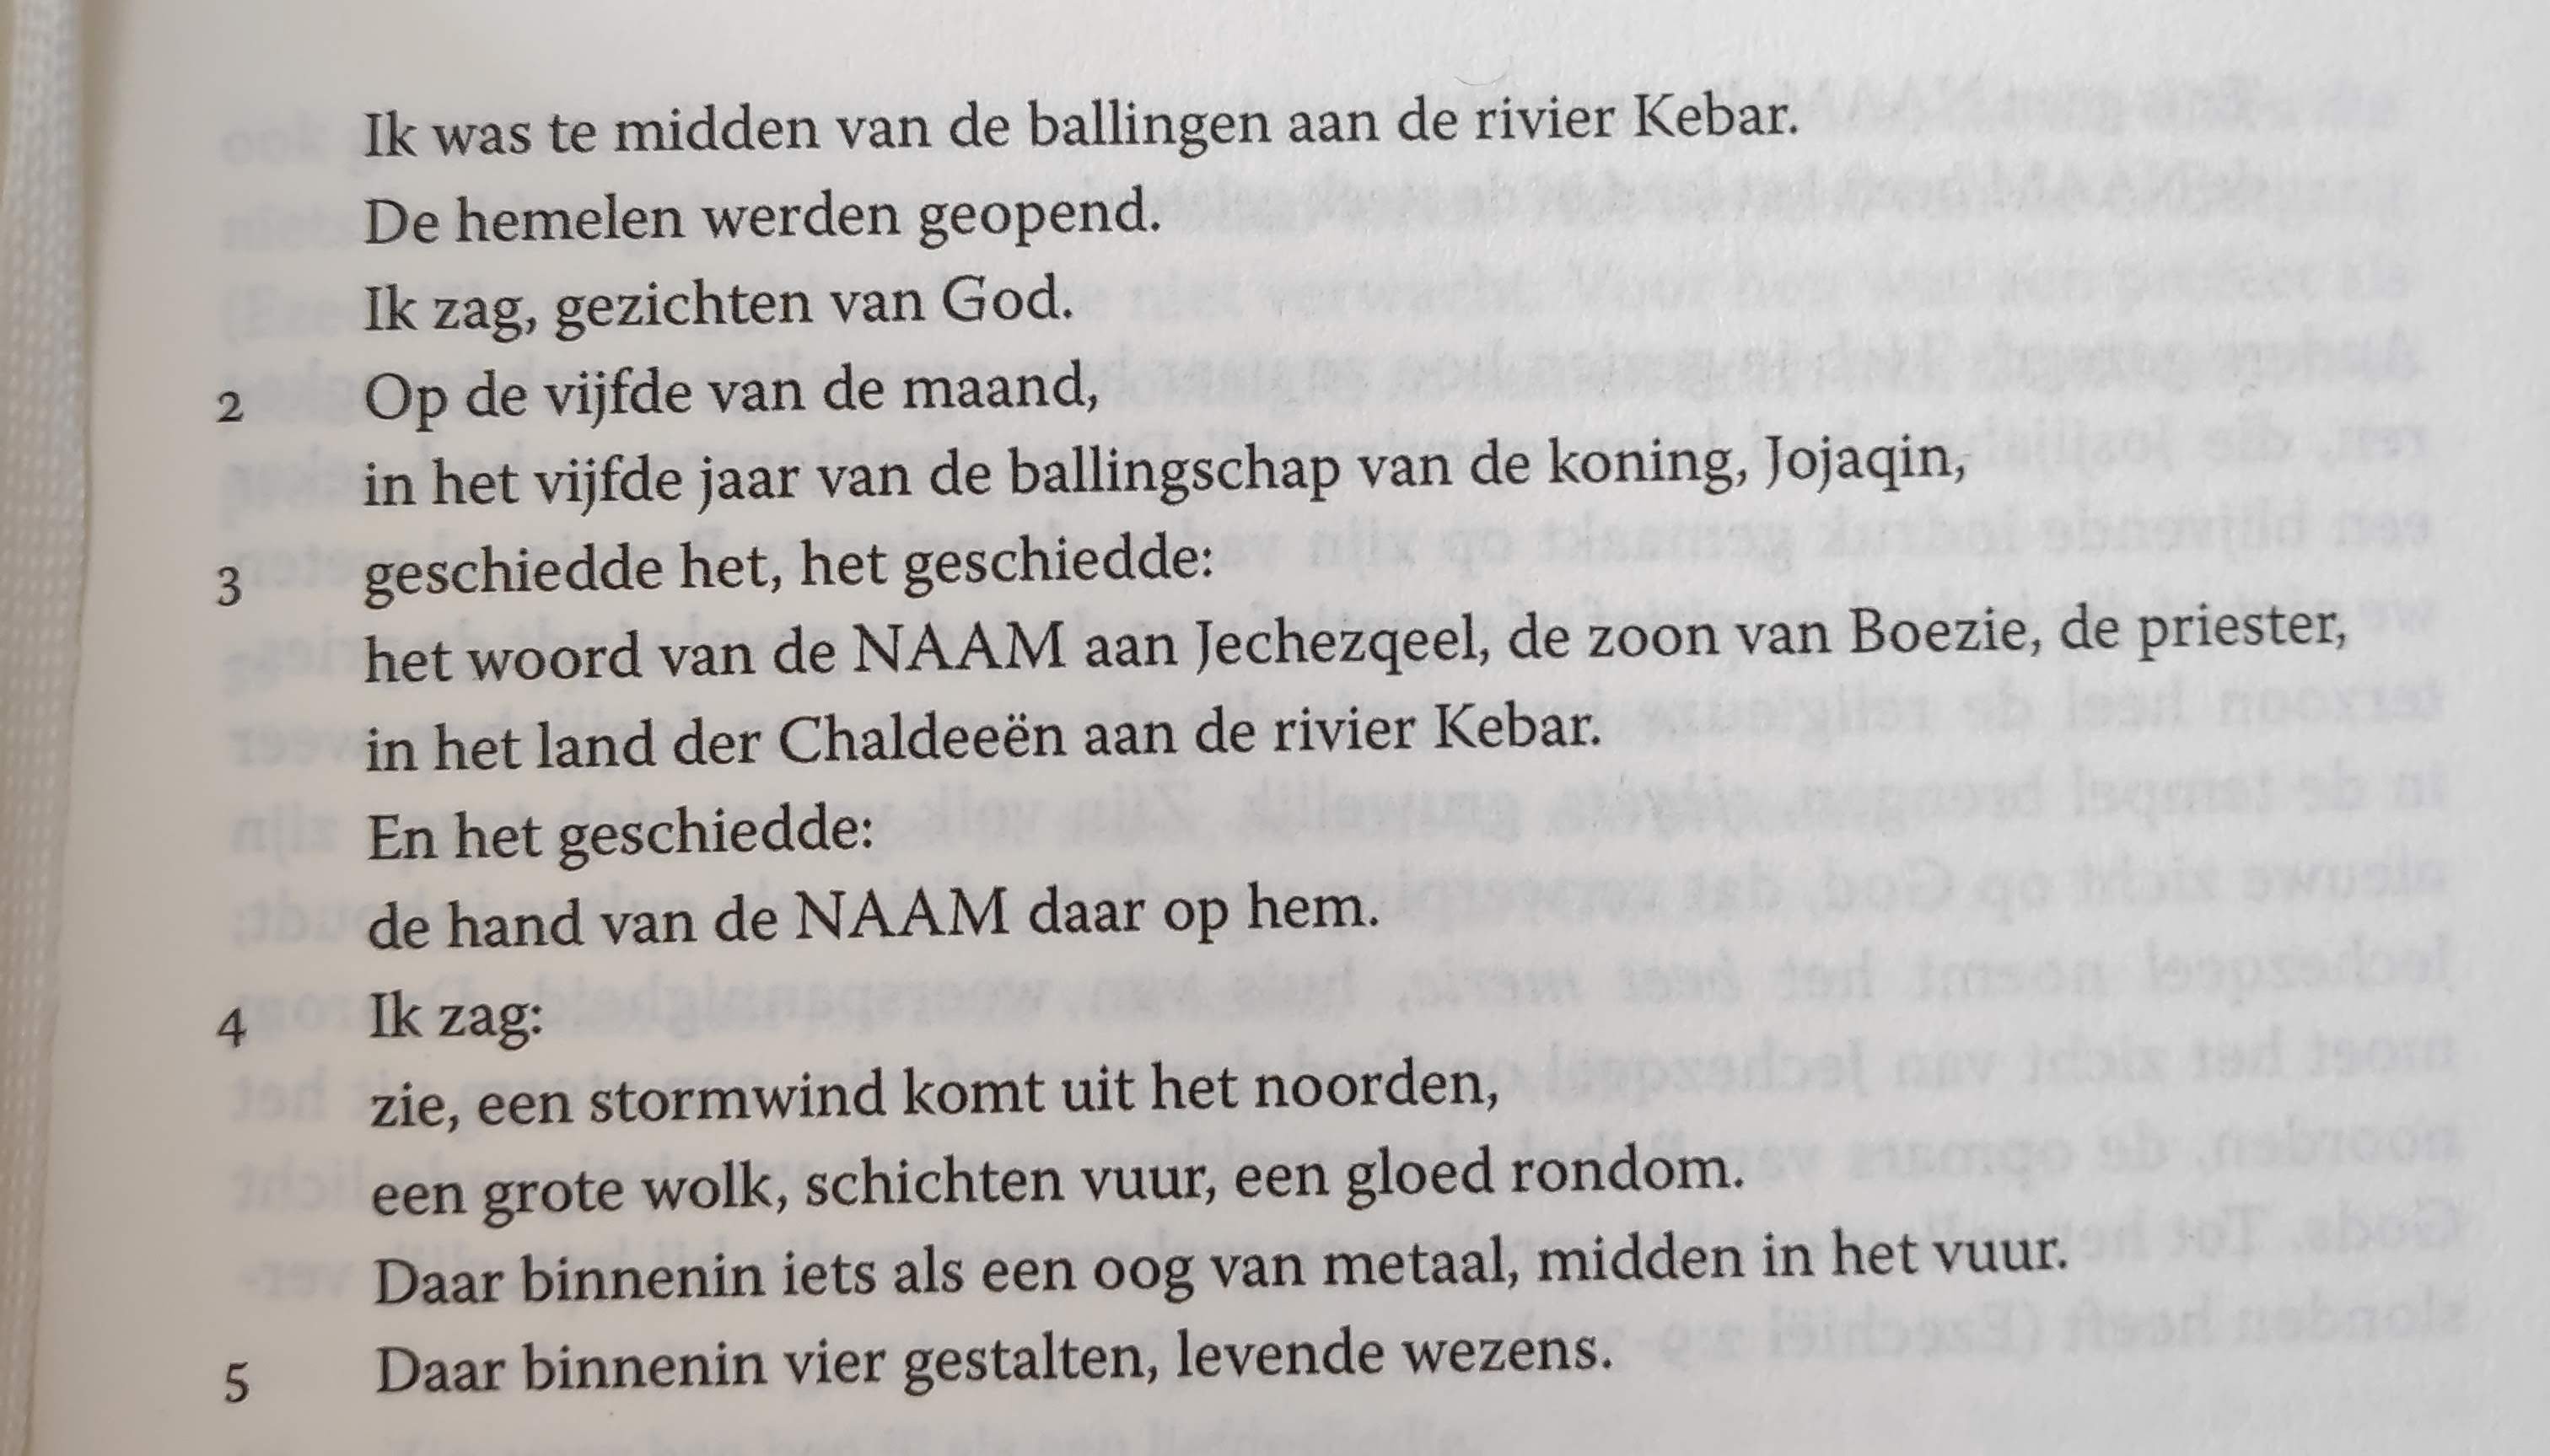 Ik was te midden van de ballingen aan de rivier Kebar.
De hemelen werden geopend.
Ik zag, gezichten van God.
2 Op de vijfde van de maand,
in het vijfde jaar van de ballingschap van de koning, Jojaqin,
3 geschiedde het, het geschiedde:
het woord van de NAAM aan Jechezqeel, de zoon van Boezie, de priester,
in het land der Chaldeeën aan de rivier Kebar.
En het geschiedde:
de hand van de NAAM daar op hem.
4 Ik zag:
zie, een stormwind komt uit het noorden,
een grote wolk, schichten vuur, een gloed rondom.
Daar binnenin iets als een oog van metaal, midden in het vuur.
5 Daar binnenin vier gestalten, levende wezens.